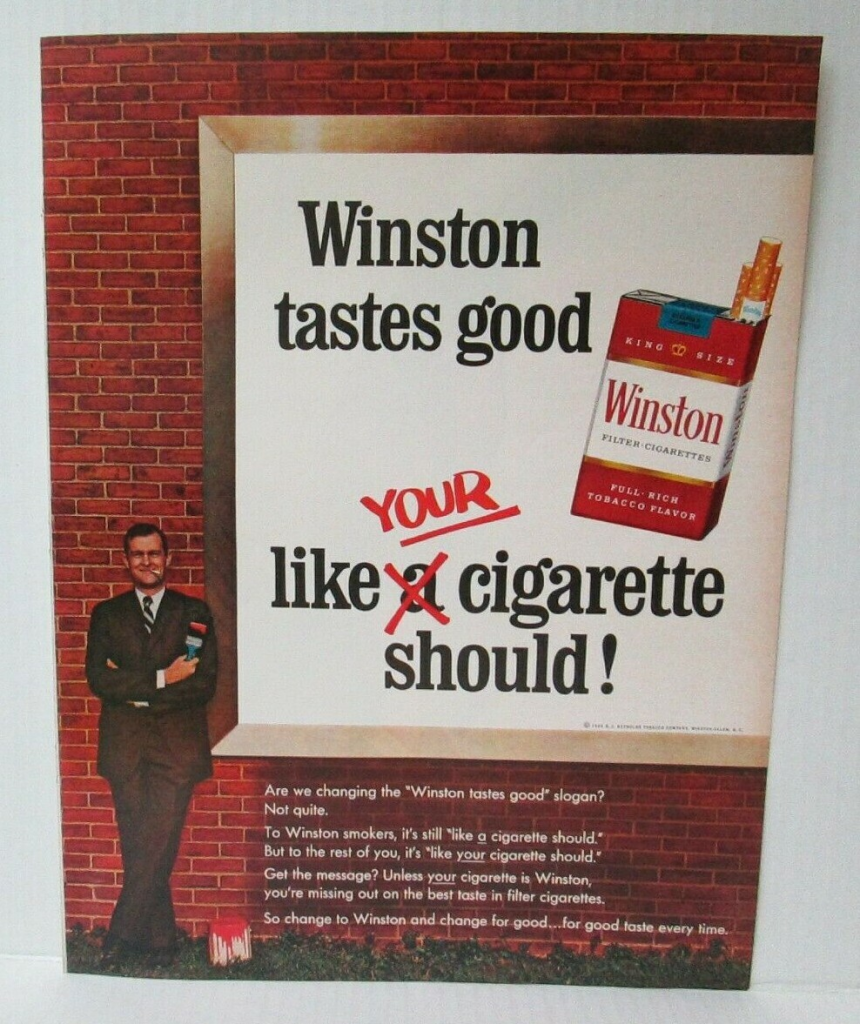 Winston
tastes good
YOUR
like a cigarette
should!
KING SIZE
Winston
FILTER-CIGARETTES
FULL-RICH
TOBACCO FLAVOR
Are we changing the "Winston tastes good" slogan?
Not quite.
To Winston smokers, it's still "like a cigarette should."
But to the rest of you, it's "like your cigarette should."
Get the message? Unless your cigarette is Winston,
you're missing out on the best taste in filter cigarettes.
So change to Winston and change for good...for good taste every time.